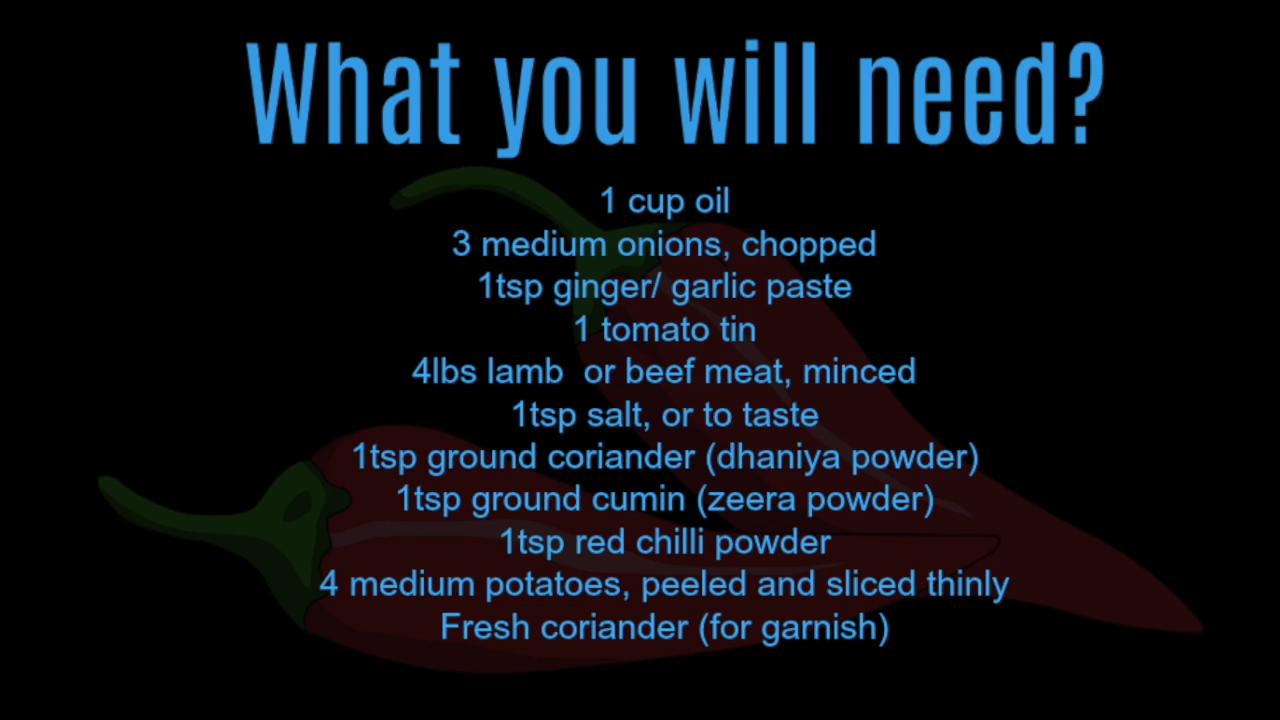 What you will need?
1 cup oil
3 medium onions, chopped
1tsp ginger/ garlic paste
1 tomato tin
4lbs lamb  or beef meat, minced
1tsp salt, or to taste
1tsp ground coriander (dhaniya powder)
1tsp ground cumin (zeera powder)
1tsp red chilli powder
4 medium potatoes, peeled and sliced thinly
Fresh coriander (for garnish)